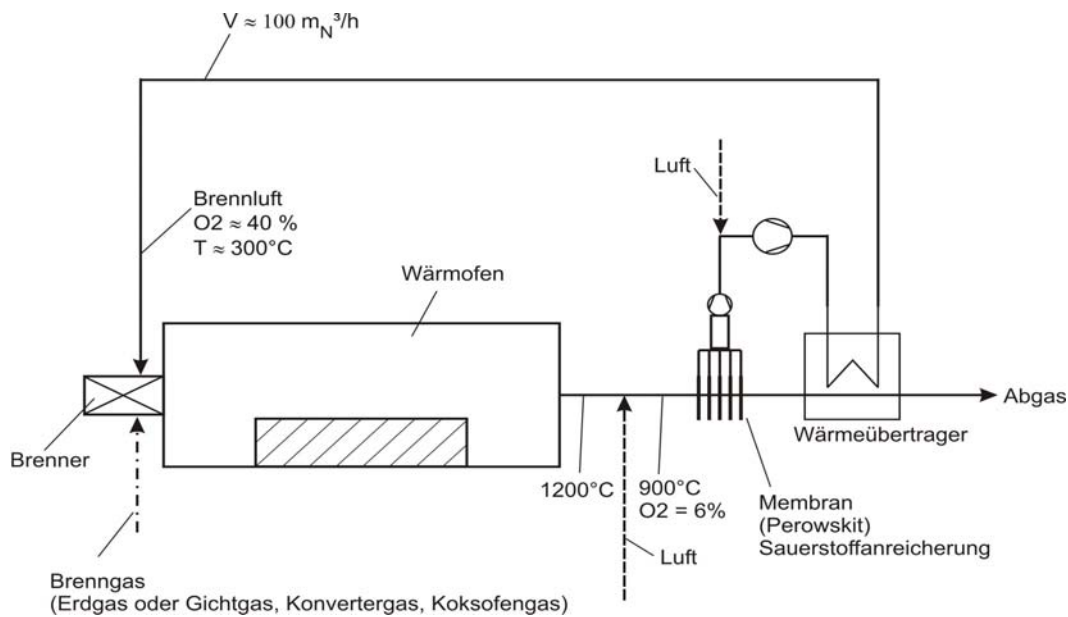 V ≈ 100 m_N³/h
Luft
Brennluft
O2 ≈ 40 %
T ≈ 300°C
Wärmofen
Abgas
Wärmeübertrager
Brenner
1200°C
900°C
O2 = 6%
Membran
(Perowskit)
Sauerstoffanreicherung
Luft
Brenngas
(Erdgas oder Gichtgas, Konvertergas, Koksofengas)